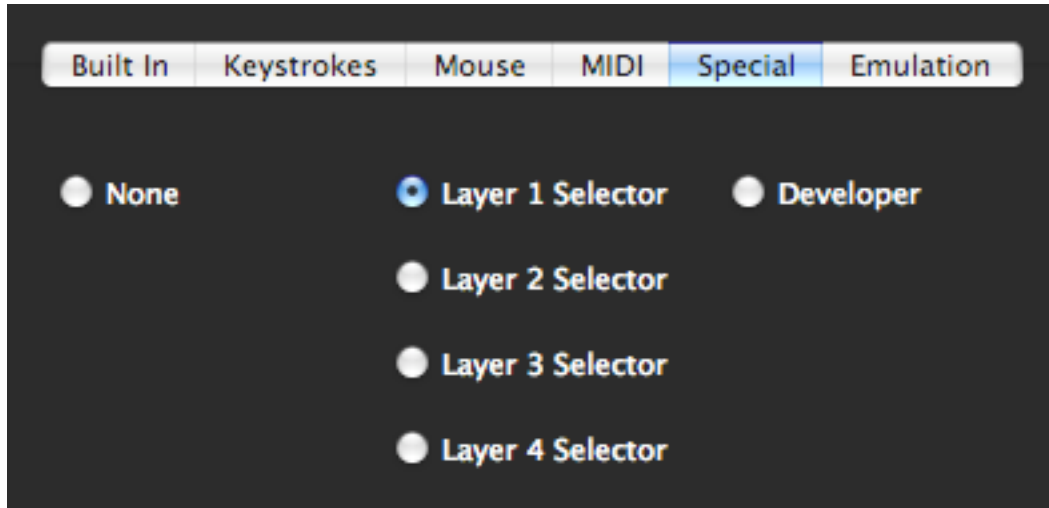 Built In Keystrokes Mouse MIDI Special Emulation
None Layer 1 Selector Developer
Layer 2 Selector
Layer 3 Selector
Layer 4 Selector